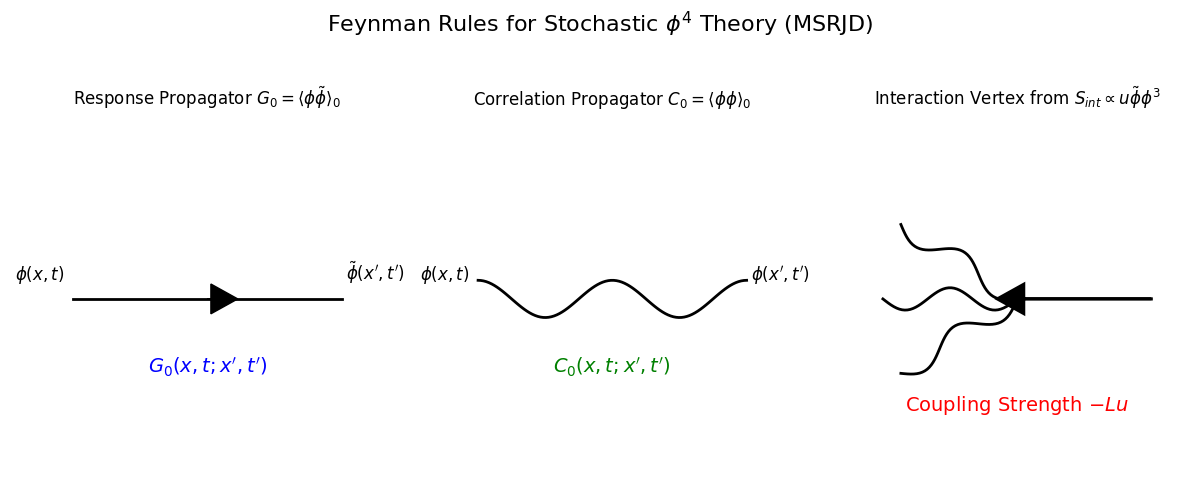 Feynman Rules for Stochastic $\phi^4$ Theory (MSRJD)
Response Propagator $G_0 = \langle \phi \tilde{\phi} \rangle_0$
Correlation Propagator $C_0 = \langle \phi \phi \rangle_0$
Interaction Vertex from $S_{int} \propto u \tilde{\phi} \phi^3$
$\phi(x, t)$
$\tilde{\phi}(x', t')$
$G_0(x, t; x', t')$
$\phi(x, t)$
$\phi(x', t')$
$C_0(x, t; x', t')$
Coupling Strength $-Lu$